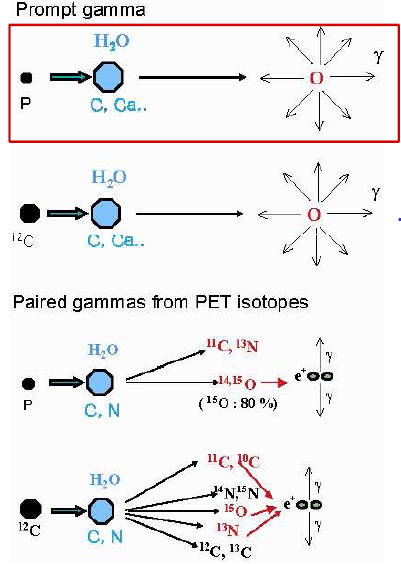 Prompt gamma
H₂O
P
C, Ca..
O
γ
H₂O
¹²C
C, Ca..
O
γ
Paired gammas from PET isotopes
H₂O
P
C, N
¹¹C, ¹³N
¹⁴,¹⁵O
(¹⁵O : 80 %)
e⁺
γ
γ
H₂O
¹²C
C, N
¹¹C, ¹⁰C
¹⁴N, ¹⁵N
¹⁵O
¹³N
¹²C, ¹³C
e⁺
γ
γ